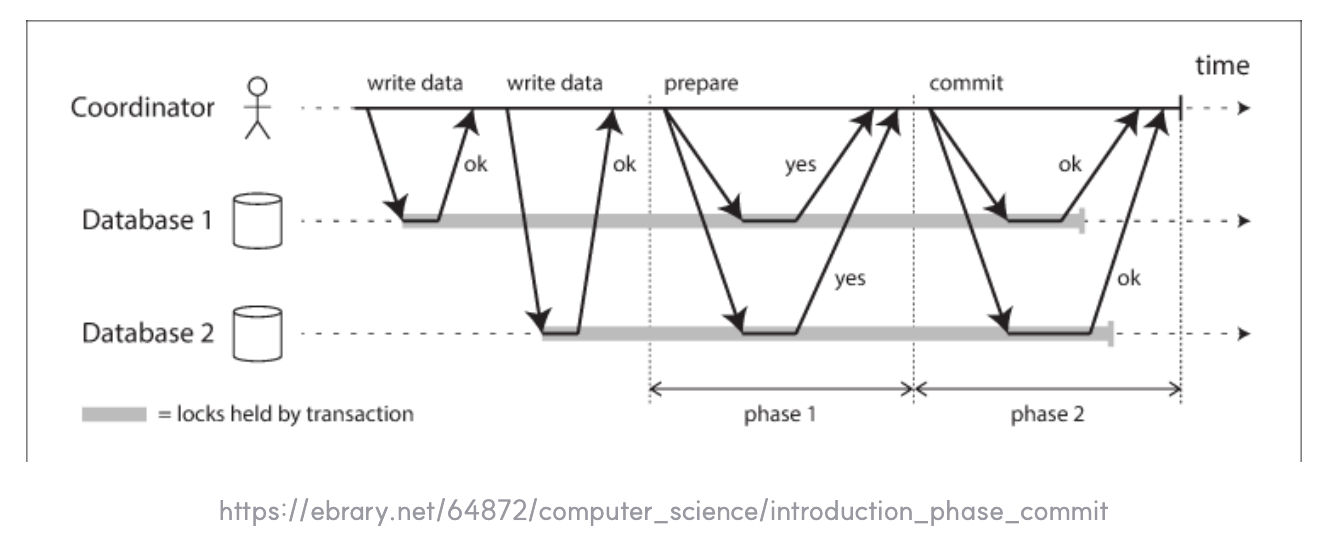 time
write data write data prepare commit
Coordinator
ok ok yes ok
Database 1
yes ok
Database 2
= locks held by transaction phase 1 phase 2
https://ebrary.net/64872/computer_science/introduction_phase_commit